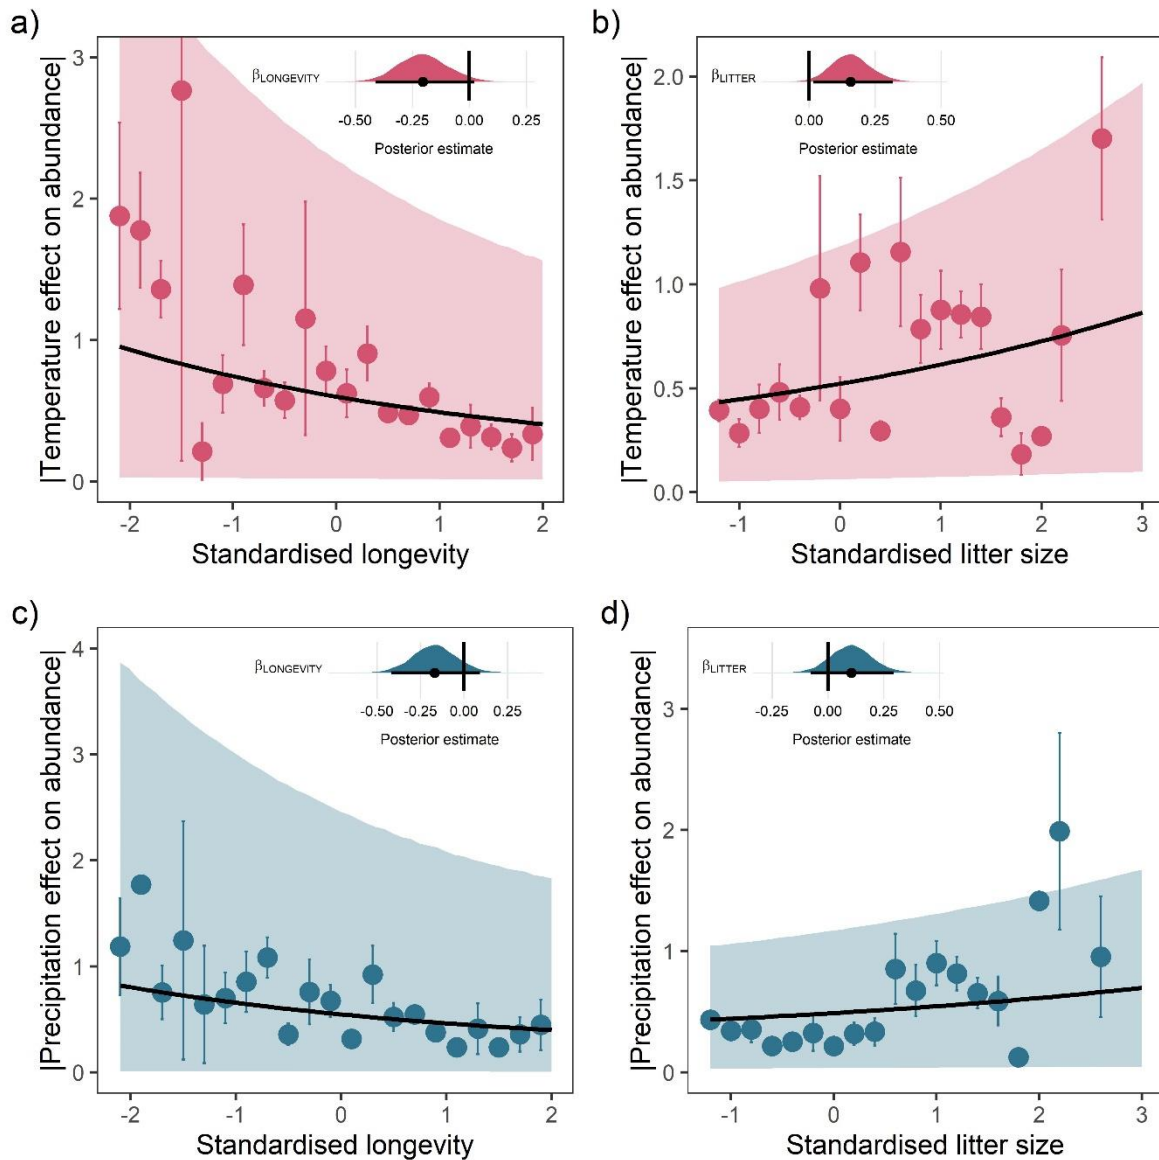 a)
|Temperature effect on abundance|
3
2
1
0
-2
-1
0
1
2
Standardised longevity
βLONGEVITY
-0.50
-0.25
0.00
0.25
Posterior estimate
b)
|Temperature effect on abundance|
2.0
1.5
1.0
0.5
0.0
-1
0
1
2
3
Standardised litter size
βLITTER
0.00
0.25
0.50
Posterior estimate
c)
|Precipitation effect on abundance|
4
3
2
1
0
-2
-1
0
1
2
Standardised longevity
βLONGEVITY
-0.50
-0.25
0.00
0.25
Posterior estimate
d)
|Precipitation effect on abundance|
3
2
1
0
-1
0
1
2
3
Standardised litter size
βLITTER
-0.25
0.00
0.25
0.50
Posterior estimate